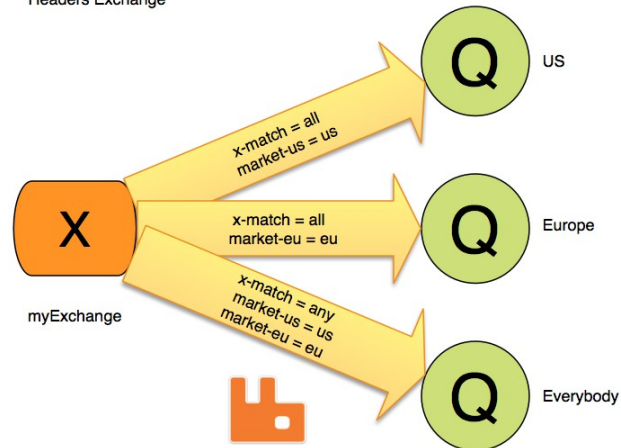 Headers Exchange
Q
US
x-match = all
market-us = us
X
x-match = all
market-eu = eu
Q
Europe
myExchange
x-match = any
market-us = us
market-eu = eu
Q
Everybody